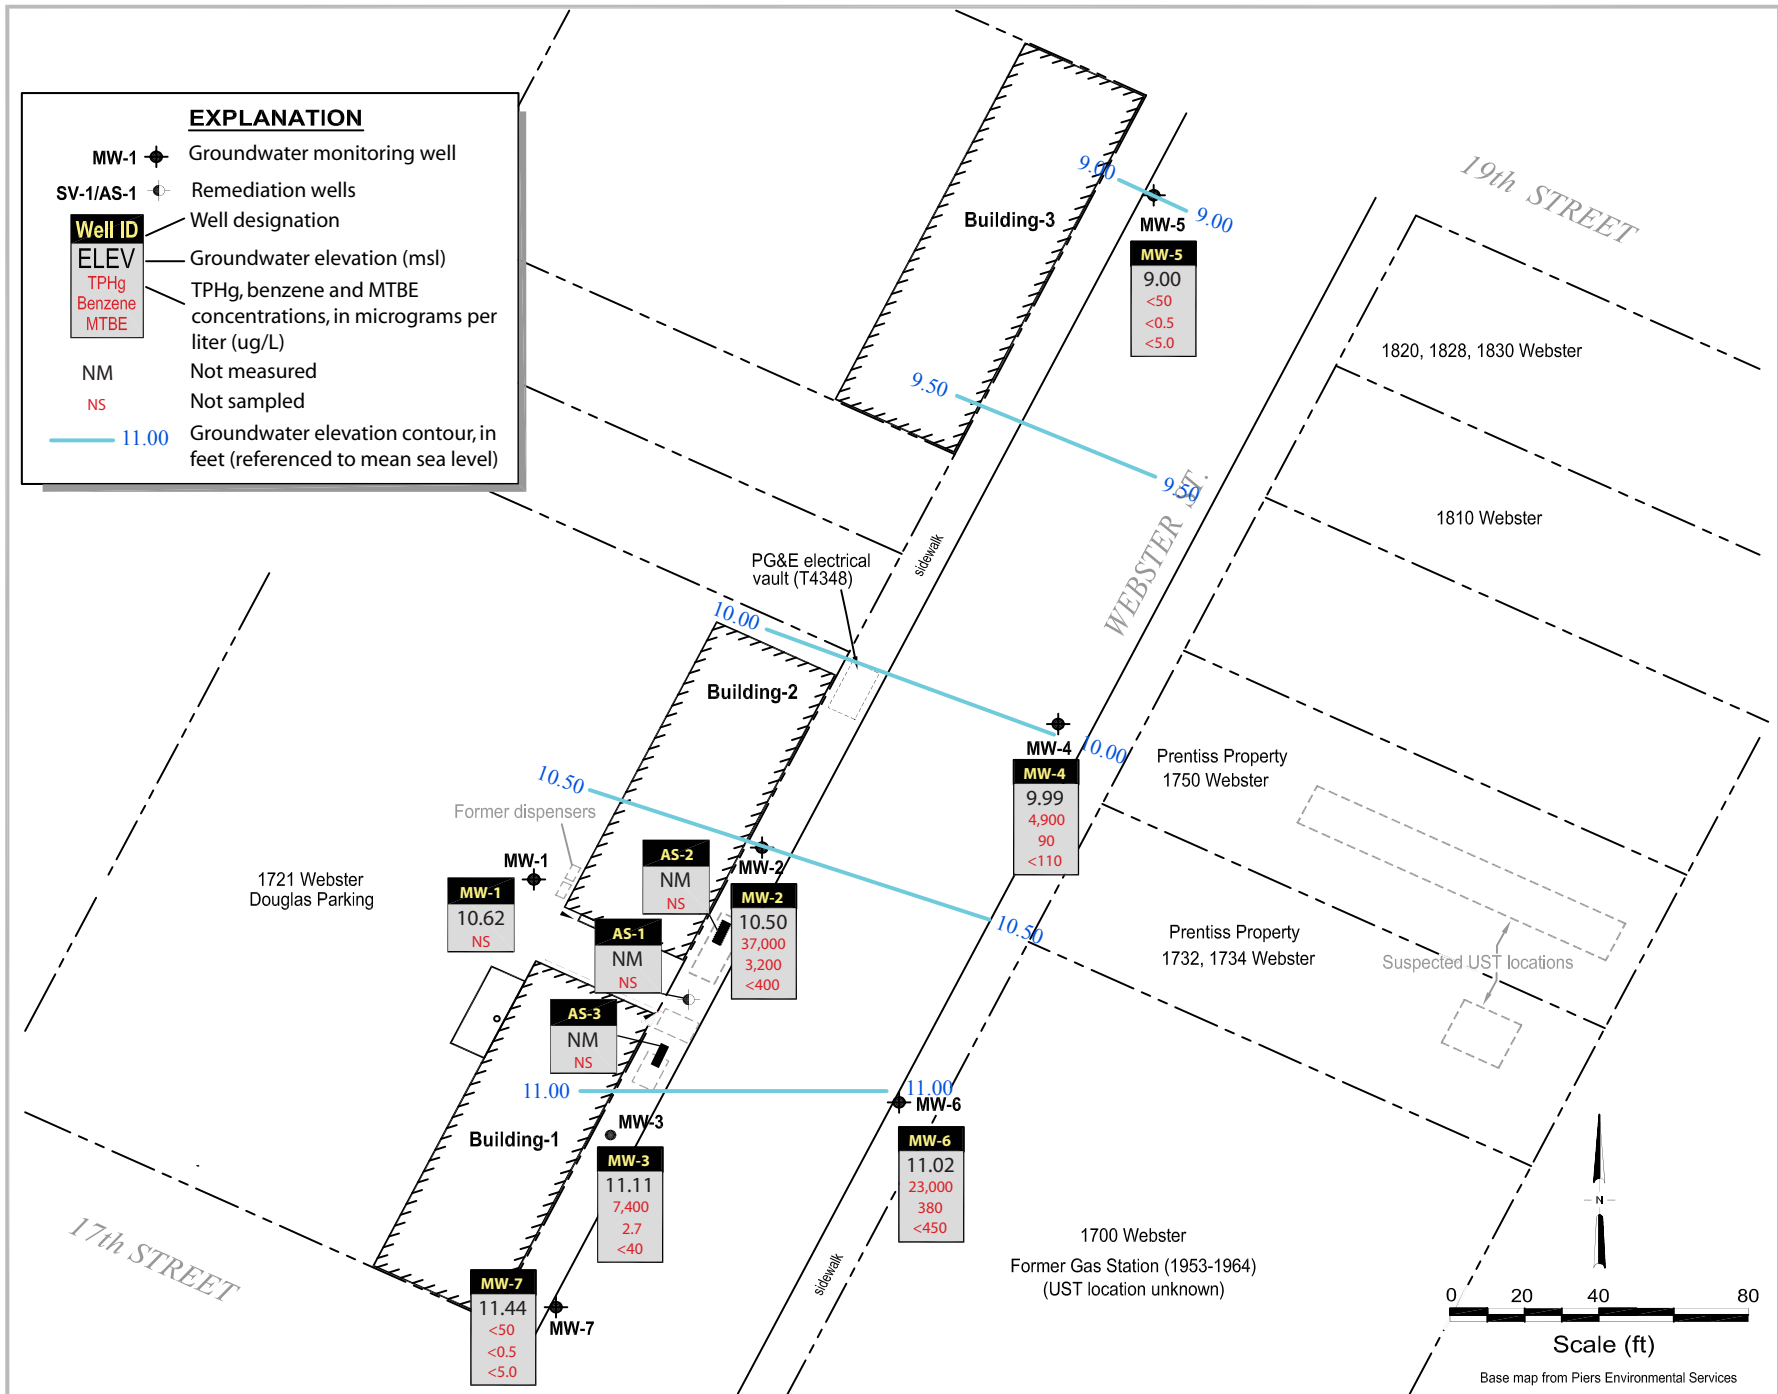 EXPLANATION
MW-1 Groundwater monitoring well
SV-1/AS-1 Remediation wells
Well ID Well designation
ELEV Groundwater elevation (msl)
TPHg
Benzene
MTBE
TPHg, benzene and MTBE
concentrations, in micrograms per
liter (ug/L)
NM Not measured
NS Not sampled
11.00 Groundwater elevation contour, in
feet (referenced to mean sea level)
19th STREET
9.00
9.00
Building-3
MW-5
MW-5
9.00
<50
<0.5
<5.0
1820, 1828, 1830 Webster
9.50
9.50
WEBSTER ST.
1810 Webster
sidewalk
PG&E electrical
vault (T4348)
10.00
10.00
Building-2
MW-4
MW-4
9.99
4,900
90
<110
Prentiss Property
1750 Webster
10.50
10.50
Former dispensers
MW-1
MW-1
10.62
NS
1721 Webster
Douglas Parking
AS-2
NM
NS
MW-2
MW-2
10.50
37,000
3,200
<400
AS-1
NM
NS
Prentiss Property
1732, 1734 Webster
Suspected UST locations
AS-3
NM
NS
11.00
11.00
MW-6
MW-6
11.02
23,000
380
<450
MW-3
MW-3
11.11
7,400
2.7
<40
Building-1
17th STREET
MW-7
11.44
<50
<0.5
<5.0
MW-7
sidewalk
1700 Webster
Former Gas Station (1953-1964)
(UST location unknown)
N
0 20 40 80
Scale (ft)
Base map from Piers Environmental Services